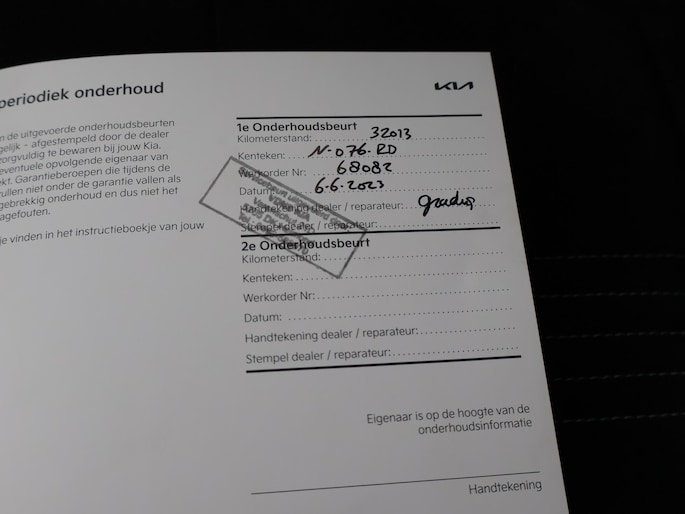 periodiek onderhoud
n de uitgevoerde onderhoudsbeurten
gelijk - afgestempeld door de dealer
zorgvuldig te bewaren bij jouw Kia.
eventuele opvolgende eigenaar van
ekt. Garantieberoepen die tijdens de
ullen niet onder de garantie vallen als
gebrekkig onderhoud en dus niet het
agefouten.
je vinden in het instructieboekje van jouw
KIA
1e Onderhoudsbeurt
Kilometerstand: 32013
Kenteken: N-076-RD
Werkorder Nr: 68082
Datum: 6-6-2023
Handtekening dealer / reparateur:
Stempel dealer / reparateur:
2e Onderhoudsbeurt
Kilometerstand:
Kenteken:
Werkorder Nr:
Datum:
Handtekening dealer / reparateur:
Stempel dealer / reparateur:
Eigenaar is op de hoogte van de
onderhoudsinformatie
Handtekening